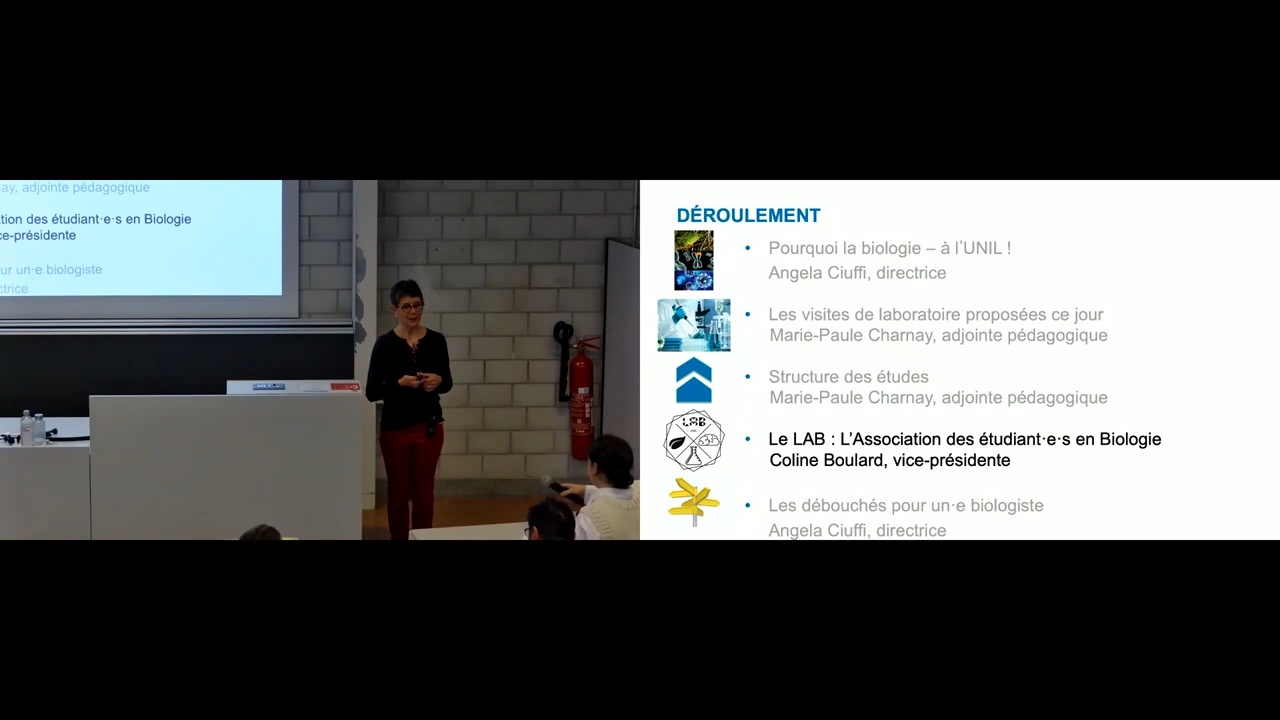 ay, adjointe pédagogique
tion des étudiant·e·s en Biologie
ce-présidente
ur un·e biologiste
ctrice
DÉROULEMENT
• Pourquoi la biologie – à l'UNIL !
Angela Ciuffi, directrice
• Les visites de laboratoire proposées ce jour
Marie-Paule Charnay, adjointe pédagogique
• Structure des études
Marie-Paule Charnay, adjointe pédagogique
LAB
• Le LAB : L'Association des étudiant·e·s en Biologie
Coline Boulard, vice-présidente
• Les débouchés pour un·e biologiste
Angela Ciuffi, directrice